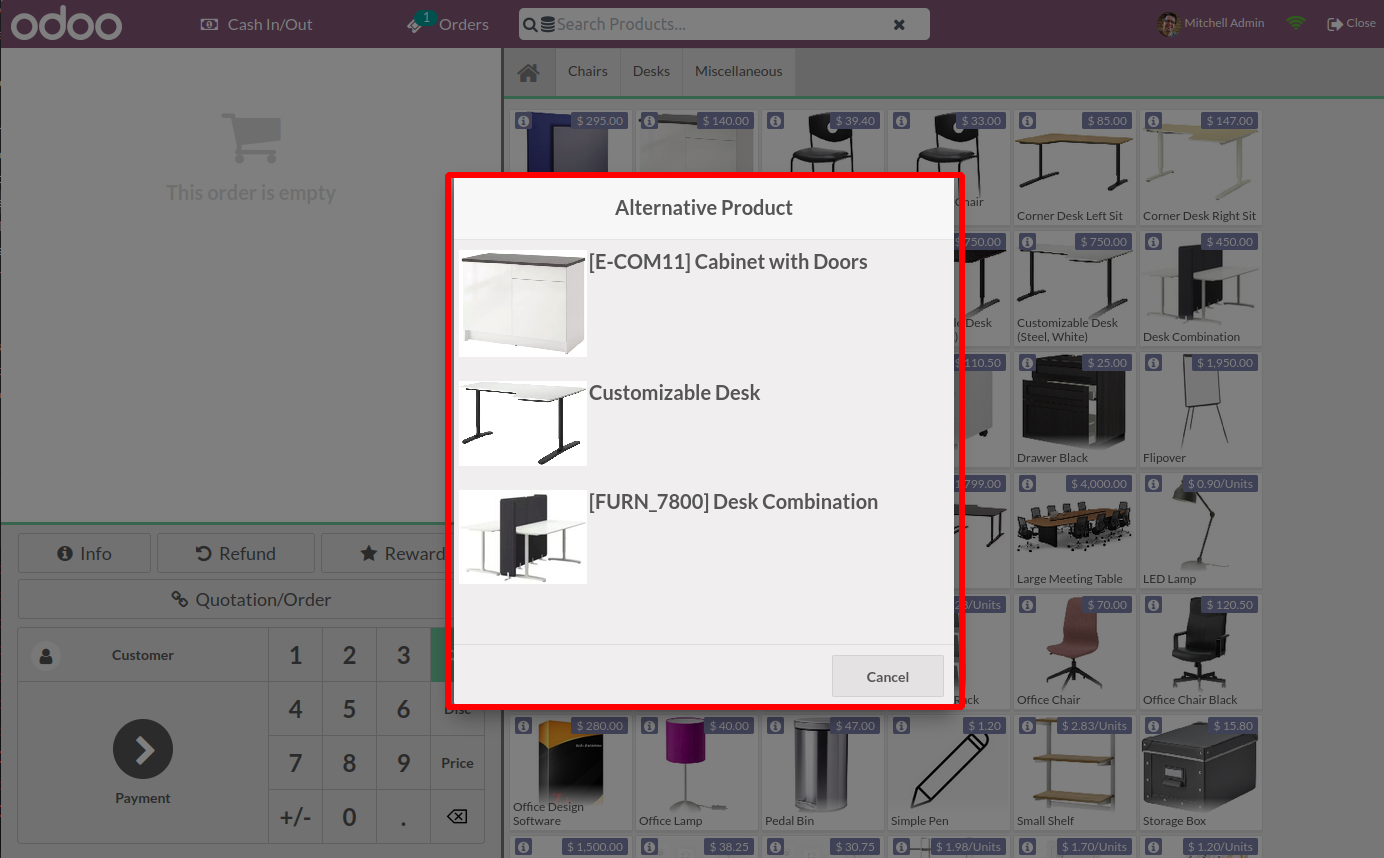 odoo
Cash In/Out
1
Orders
Search Products...
Mitchell Admin
Close
This order is empty
Chairs
Desks
Miscellaneous
$ 295.00
$ 140.00
$ 39.40
$ 33.00
$ 85.00
$ 147.00
Corner Desk Left Sit
Corner Desk Right Sit
Alternative Product
[E-COM11] Cabinet with Doors
Customizable Desk
[FURN_7800] Desk Combination
Cancel
$ 750.00
$ 450.00
Desk
Customizable Desk
(Steel, White)
Desk Combination
110.50
$ 25.00
$ 1,950.00
Drawer Black
Flipover
$ 4,000.00
$ 0.90/Units
Large Meeting Table
LED Lamp
$ 70.00
$ 120.50
Office Chair
Office Chair Black
Info
Refund
Reward
Quotation/Order
Customer
1
2
3
4
5
6
Disc
7
8
9
Price
+/-
0
.
Payment
$ 280.00
$ 40.00
$ 47.00
$ 1.20
$ 2.83/Units
$ 15.80
Office Design
Software
Office Lamp
Pedal Bin
Simple Pen
Small Shelf
Storage Box
$ 1,500.00
$ 38.25
$ 30.75
$ 1.98/Units
$ 1.70/Units
$ 1.20/Units